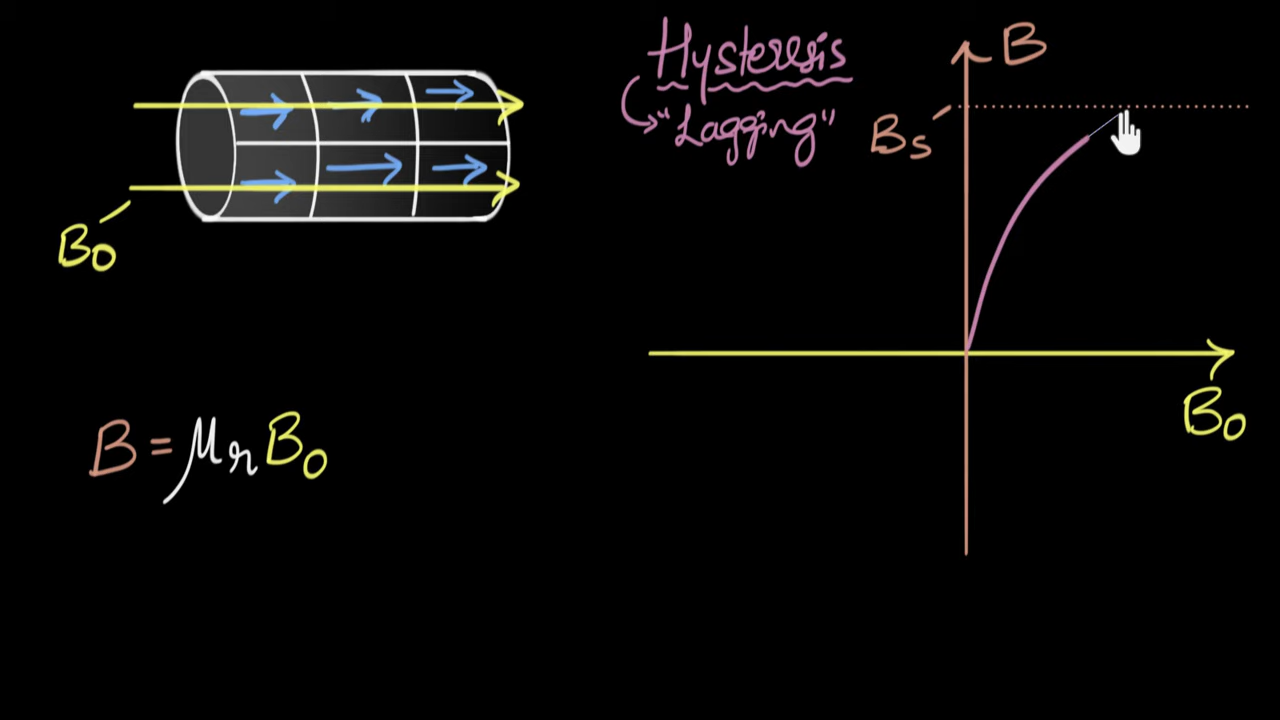 Hysteresis
"Lagging"
B
Bs
B₀
B₀
B = μr B₀